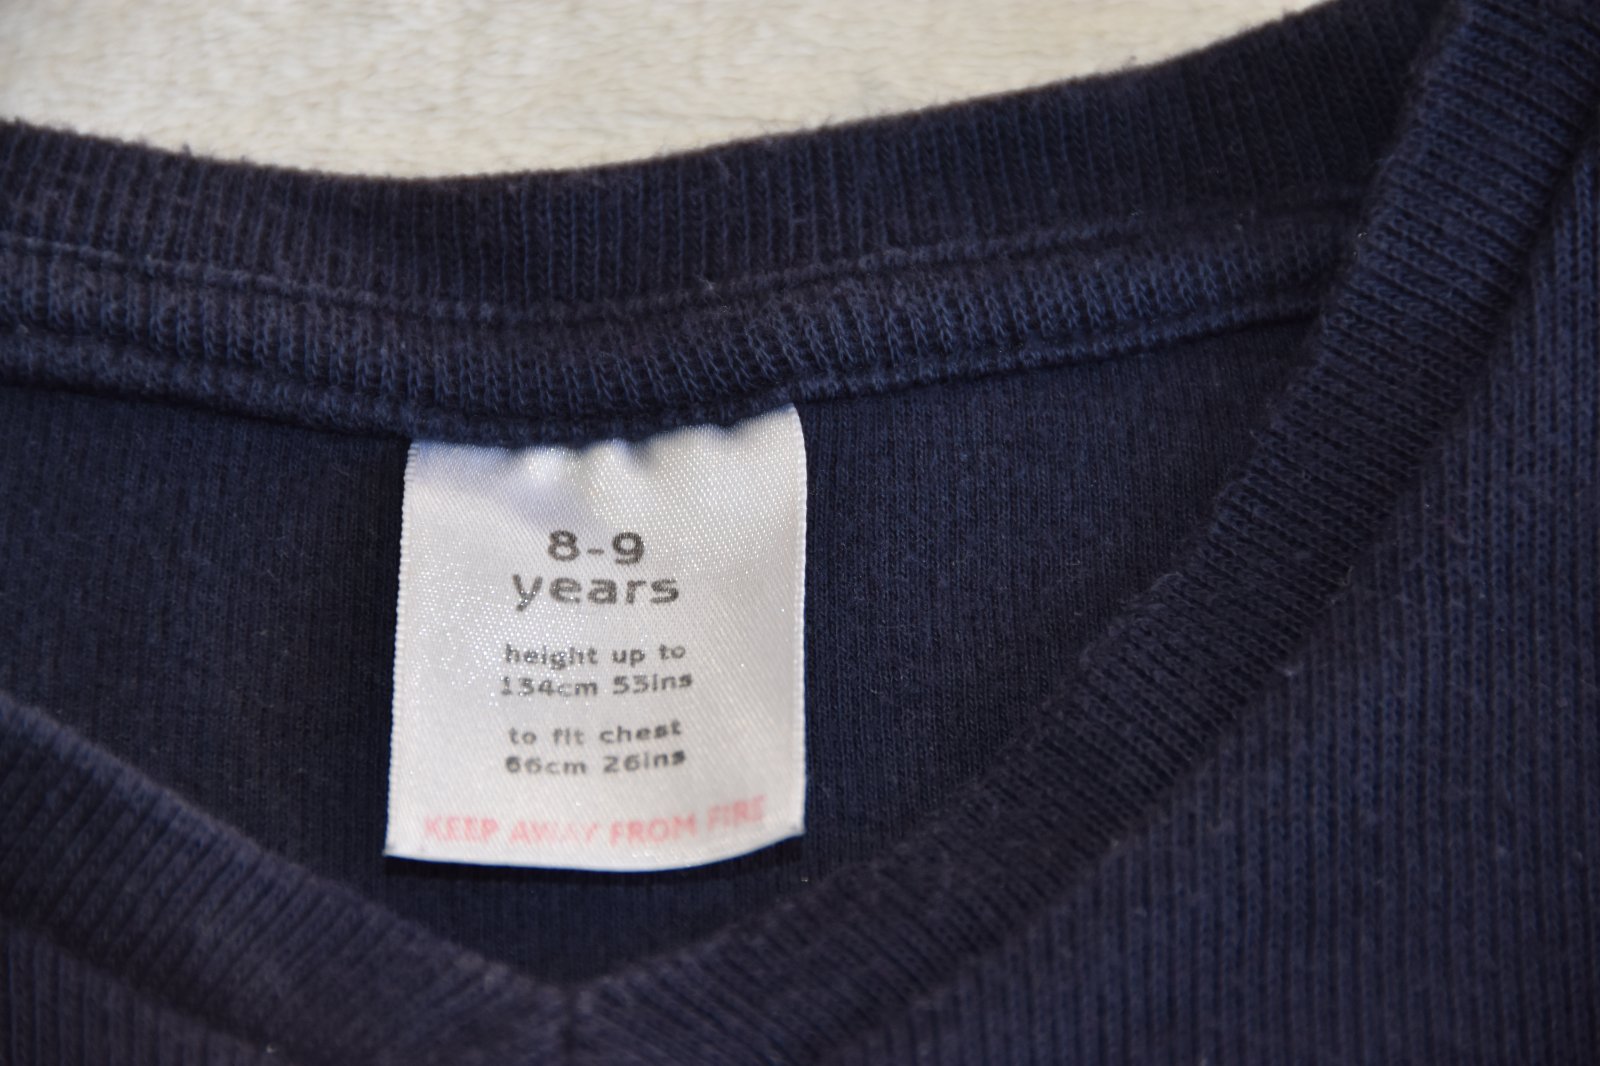 8-9
years
height up to
134cm 53ins
to fit chest
66cm 26ins
KEEP AWAY FROM FIRE